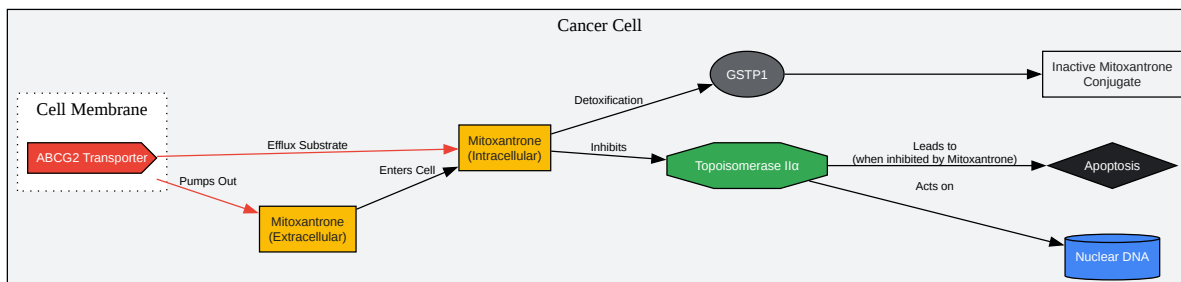 Cancer Cell
Cell Membrane
ABCG2 Transporter
Efflux Substrate
Pumps Out
Mitoxantrone
(Extracellular)
Enters Cell
Mitoxantrone
(Intracellular)
Detoxification
Inhibits
GSTP1
Topoisomerase IIα
Leads to
(when inhibited by Mitoxantrone)
Acts on
Inactive Mitoxantrone
Conjugate
Apoptosis
Nuclear DNA